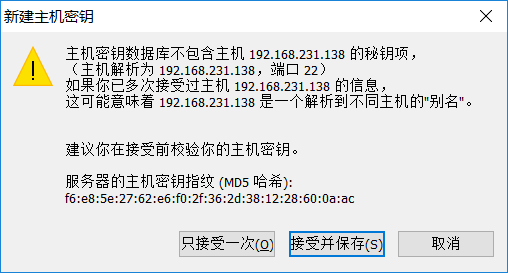 新建主机密钥
主机密钥数据库不包含主机 192.168.231.138 的秘钥项，
（主机解析为 192.168.231.138，端口 22）
如果你已多次接受过主机 192.168.231.138 的信息，
这可能意味着 192.168.231.138 是一个解析到不同主机的"别名"。
建议你在接受前校验你的主机密钥。
服务器的主机密钥指纹 (MD5 哈希):
f6:e8:5e:27:62:e6:f0:2f:36:2d:38:12:28:60:0a:ac
只接受一次(O)
接受并保存(S)
取消